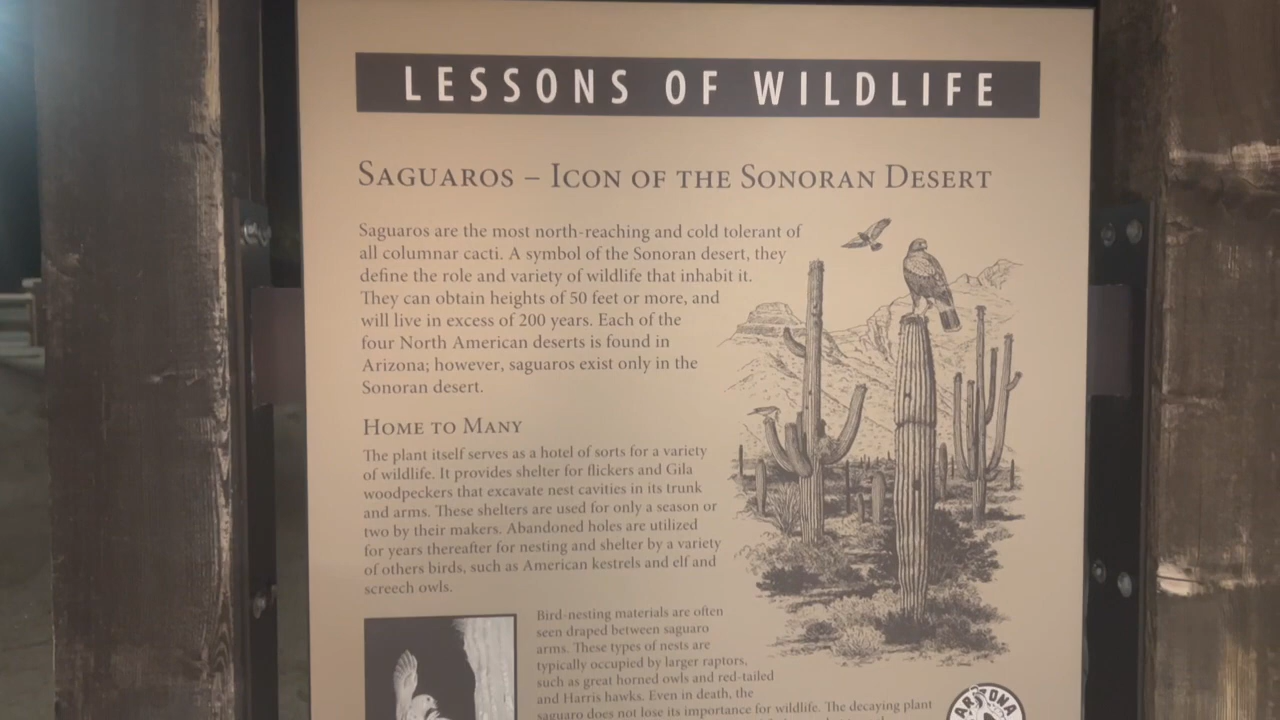 LESSONS OF WILDLIFE
SAGUAROS – ICON OF THE SONORAN DESERT
Saguaros are the most north-reaching and cold tolerant of
all columnar cacti. A symbol of the Sonoran desert, they
define the role and variety of wildlife that inhabit it.
They can obtain heights of 50 feet or more, and
will live in excess of 200 years. Each of the
four North American deserts is found in
Arizona; however, saguaros exist only in the
Sonoran desert.
HOME TO MANY
The plant itself serves as a hotel of sorts for a variety
of wildlife. It provides shelter for flickers and Gila
woodpeckers that excavate nest cavities in its trunk
and arms. These shelters are used for only a season or
two by their makers. Abandoned holes are utilized
for years thereafter for nesting and shelter by a variety
of others birds, such as American kestrels and elf and
screech owls.
Bird-nesting materials are often
seen draped between saguaro
arms. These types of nests are
typically occupied by larger raptors,
such as great horned owls and red-tailed
and Harris hawks. Even in death, the
saguaro does not lose its importance for wildlife. The decaying plant
ARIZONA